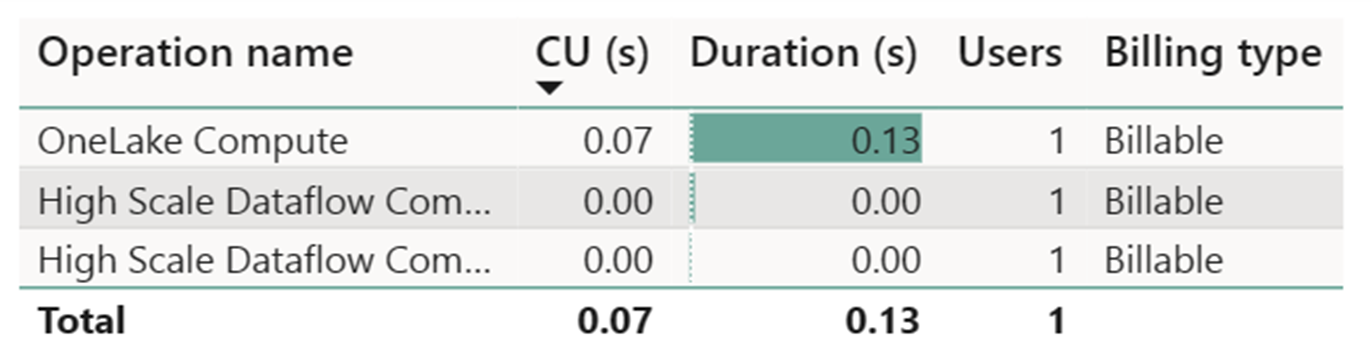 Operation name CU (s) Duration (s) Users Billing type
OneLake Compute 0.07 0.13 1 Billable
High Scale Dataflow Com... 0.00 0.00 1 Billable
High Scale Dataflow Com... 0.00 0.00 1 Billable
Total 0.07 0.13 1